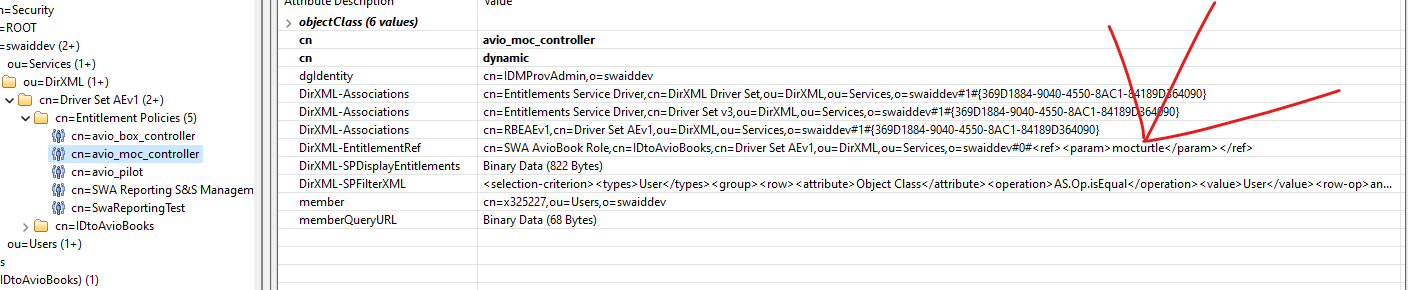 =Security
=ROOT
=swaiddev (2+)
ou=Services (1+)
ou=DirXML (1+)
cn=Driver Set AEv1 (2+)
cn=Entitlement Policies (5)
cn=avio_box_controller
cn=avio_moc_controller
cn=avio_pilot
cn=SWA Reporting S&S Managem
cn=SwaReportingTest
cn=IDtoAvioBooks
ou=Users (1+)
s
IDtoAvioBooks) (1)
Attribute Description Value
objectClass (6 values)
cn avio_moc_controller
cn dynamic
dgIdentity cn=IDMProvAdmin,o=swaiddev
DirXML-Associations cn=Entitlements Service Driver,cn=DirXML Driver Set,ou=DirXML,ou=Services,o=swaiddev#1#{369D1884-9040-4550-8AC1-84189D364090}
DirXML-Associations cn=Entitlements Service Driver,cn=Driver Set v3,ou=DirXML,ou=Services,o=swaiddev#1#{369D1884-9040-4550-8AC1-84189D364090}
DirXML-Associations cn=RBEAEv1,cn=Driver Set AEv1,ou=DirXML,ou=Services,o=swaiddev#1#{369D1884-9040-4550-8AC1-84189D364090}
DirXML-EntitlementRef cn=SWA AvioBook Role,cn=IDtoAvioBooks,cn=Driver Set AEv1,ou=DirXML,ou=Services,o=swaiddev#0#<ref><param>mocturtle</param></ref>
DirXML-SPDisplayEntitlements Binary Data (822 Bytes)
DirXML-SPFilterXML <selection-criterion><types>User</types><group><row><attribute>Object Class</attribute><operation>AS.Op.isEqual</operation><value>User</value><row-op>an...
member cn=x325227,ou=Users,o=swaiddev
memberQueryURL Binary Data (68 Bytes)